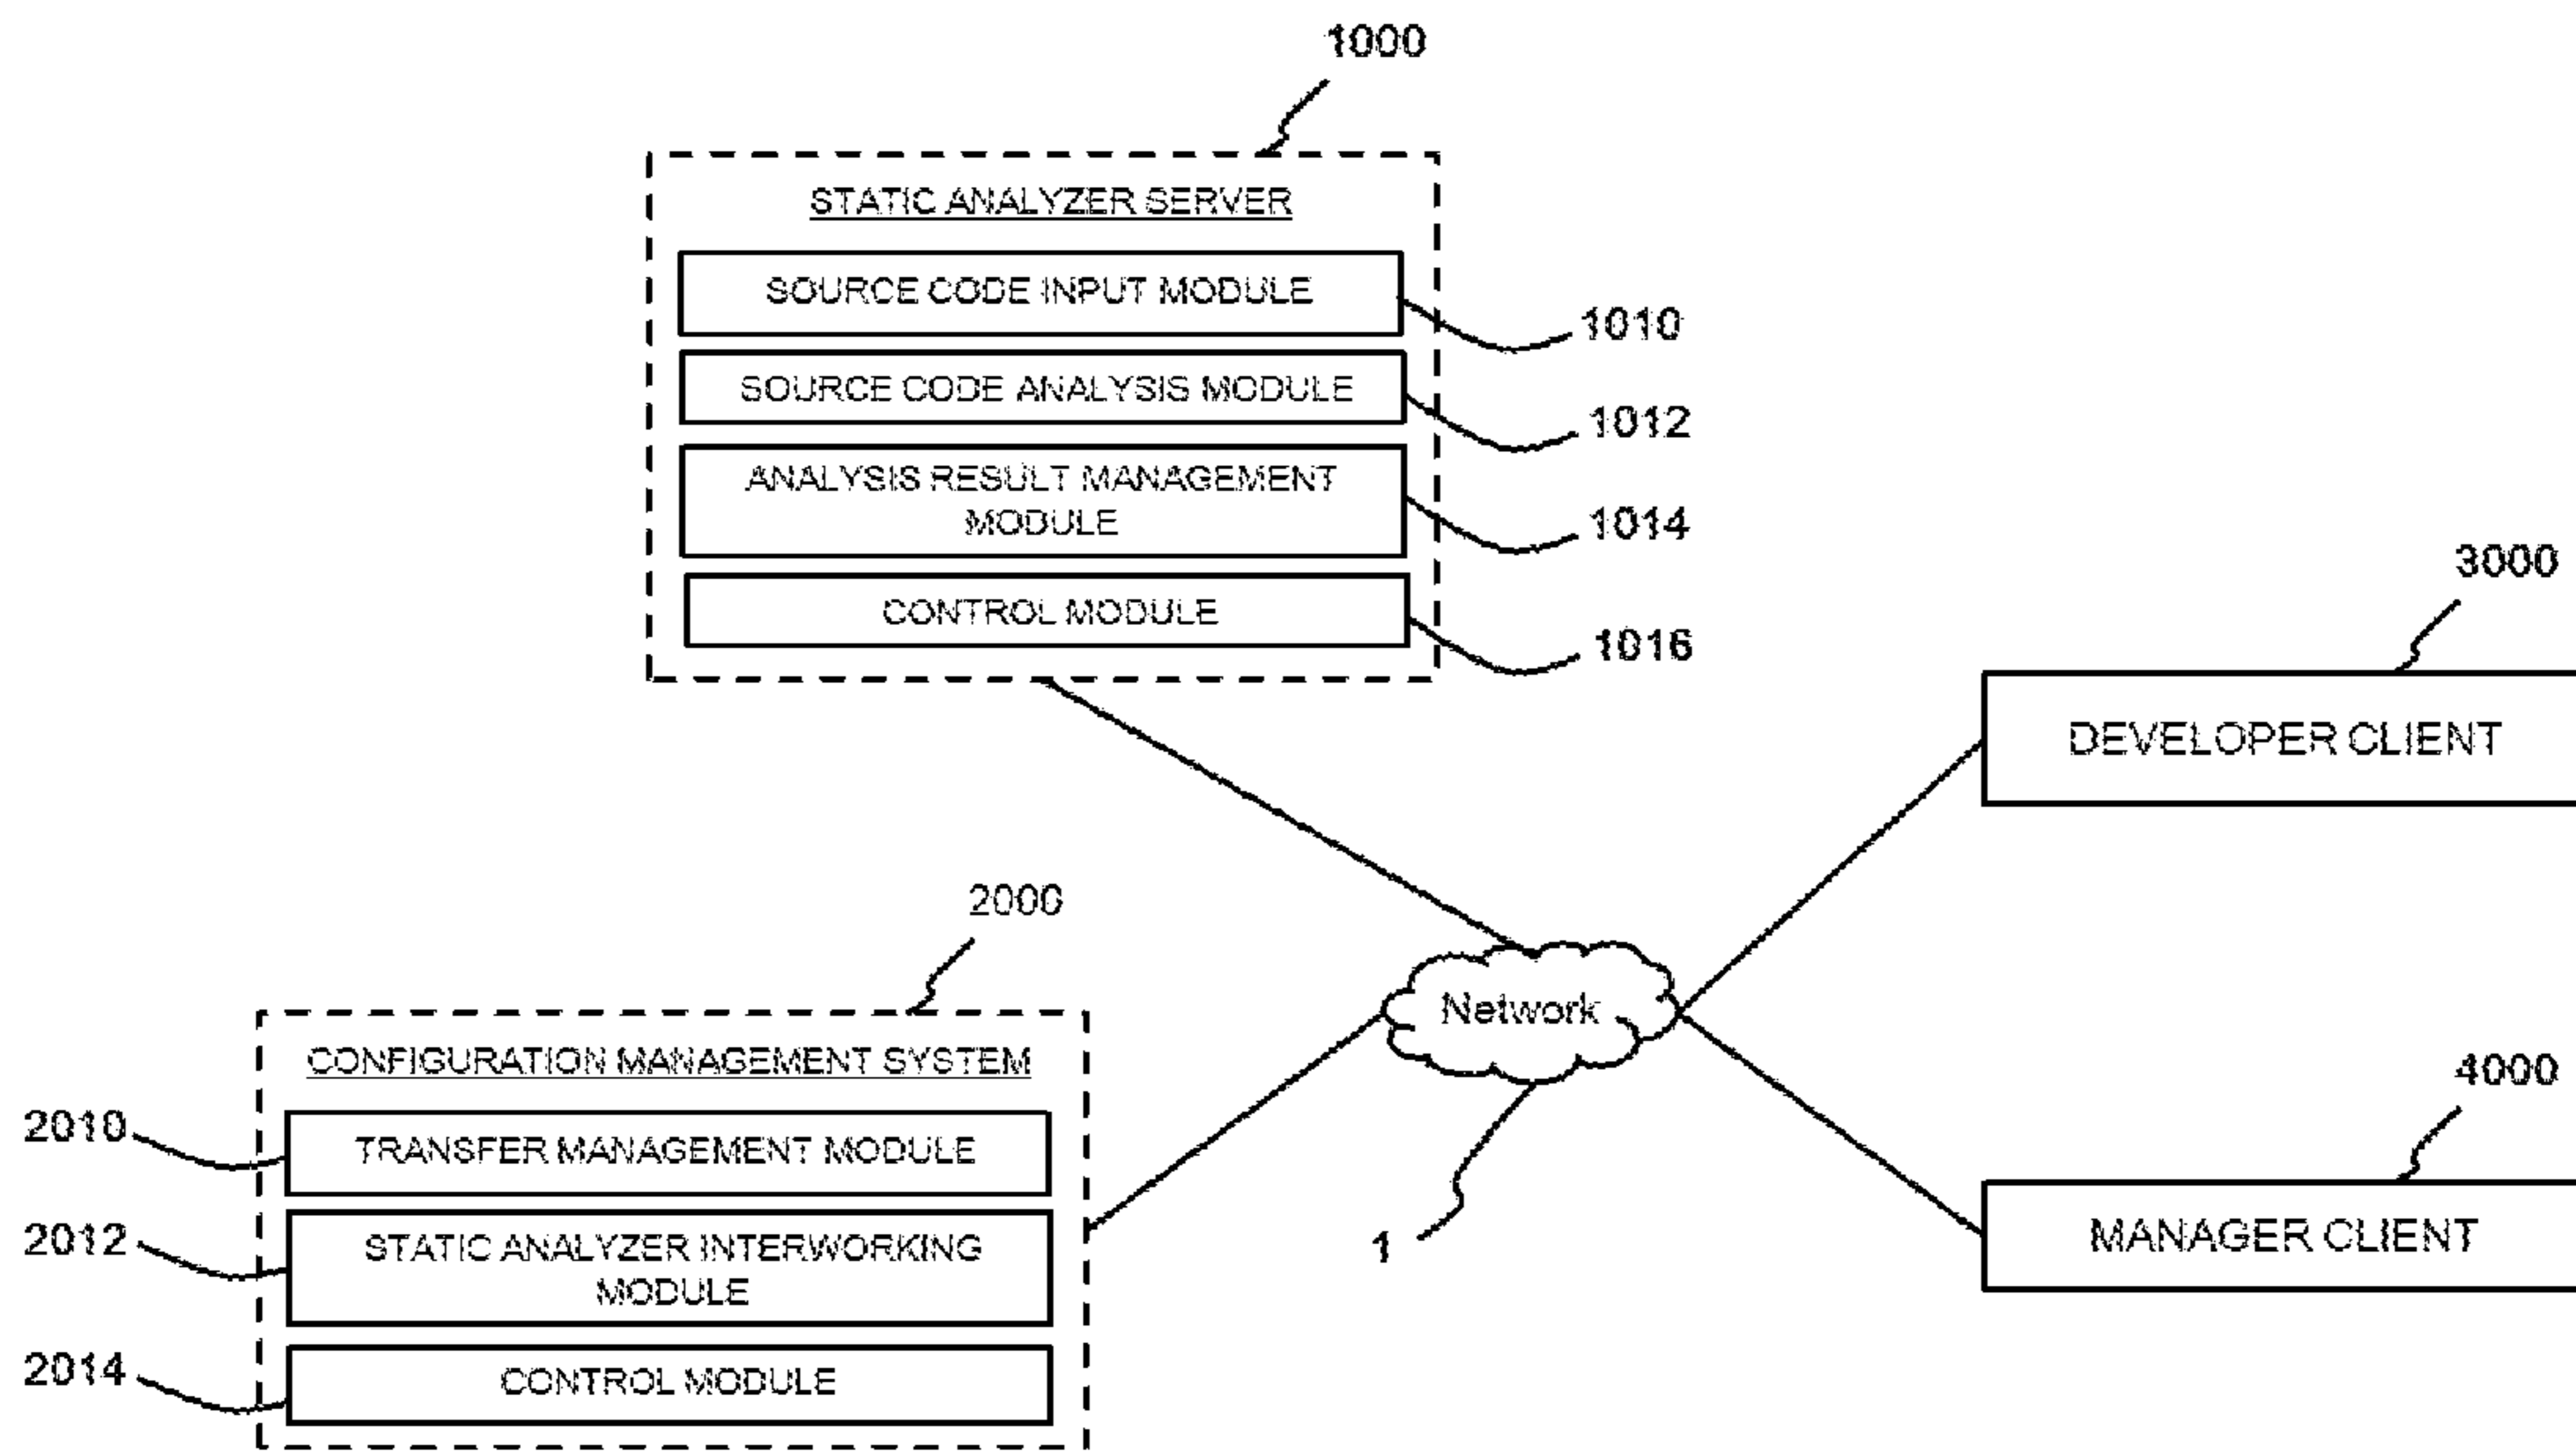 1000
STATIC ANALYZER SERVER
SOURCE CODE INPUT MODULE
1010
SOURCE CODE ANALYSIS MODULE
1012
ANALYSIS RESULT MANAGEMENT
MODULE
1014
CONTROL MODULE
1016
3000
DEVELOPER CLIENT
2000
CONFIGURATION MANAGEMENT SYSTEM
2010
TRANSFER MANAGEMENT MODULE
2012
STATIC ANALYZER INTERWORKING
MODULE
2014
CONTROL MODULE
Network
1
4000
MANAGER CLIENT